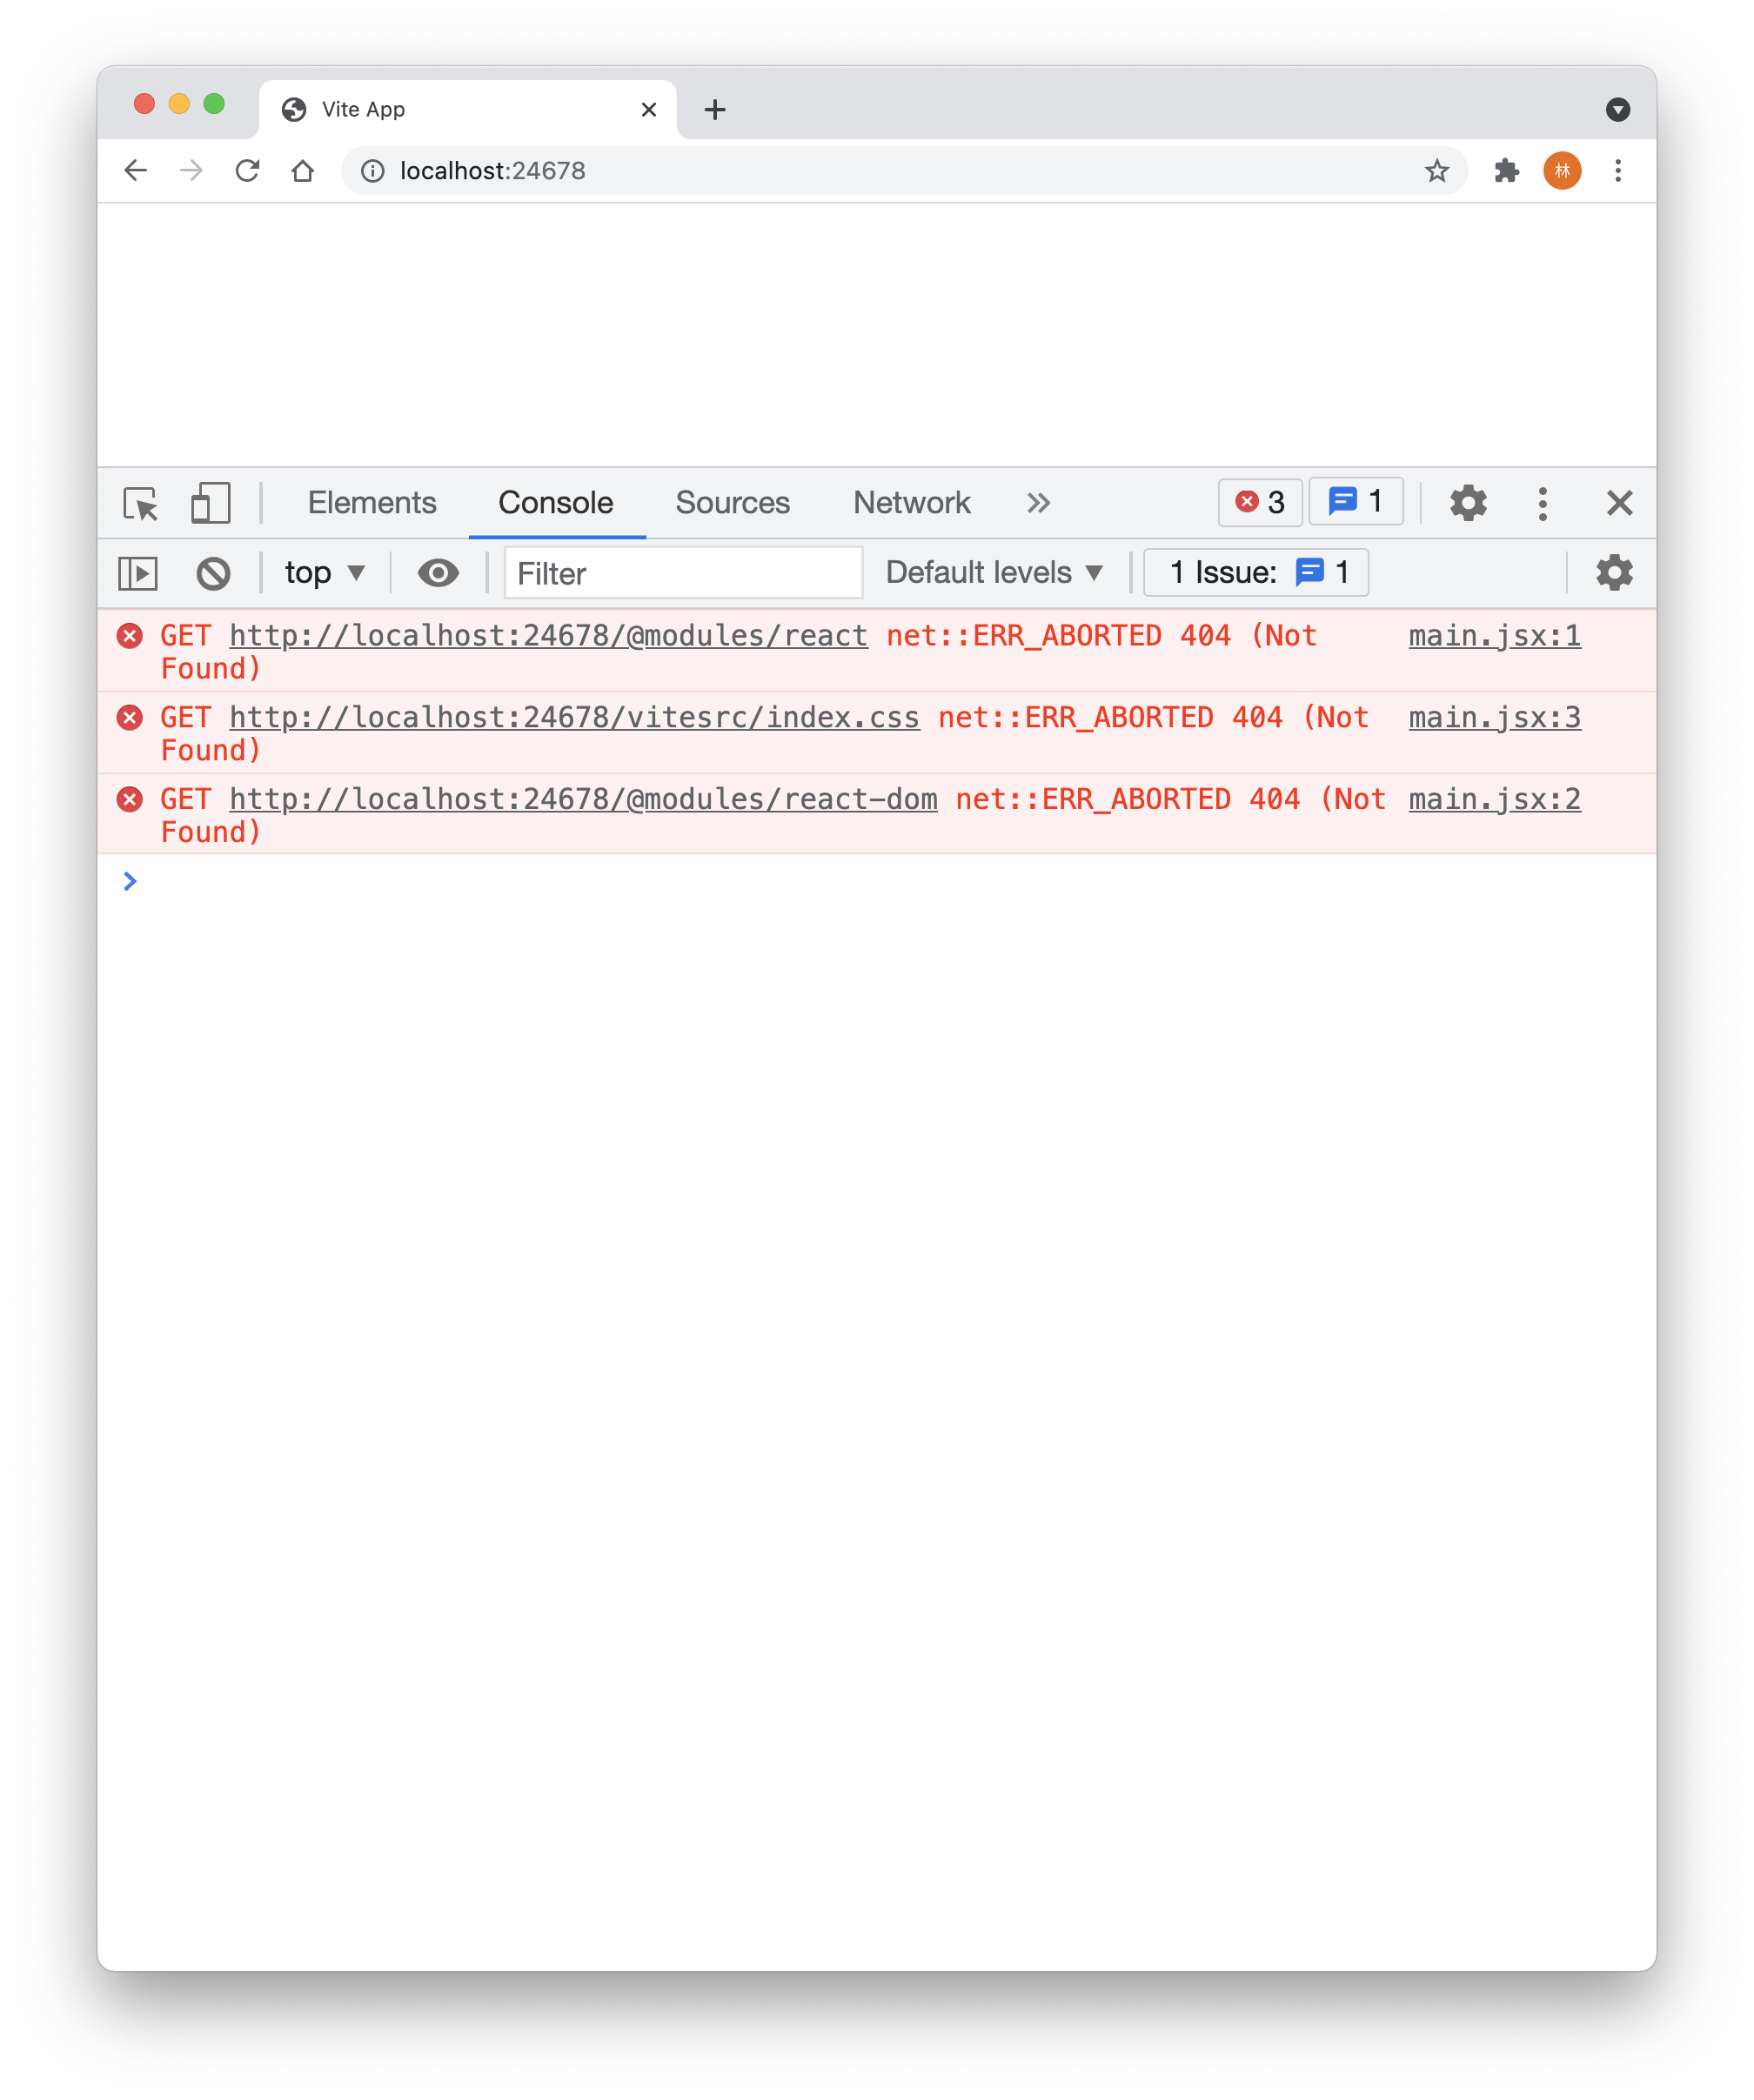 Vite App
localhost:24678
林
Elements Console Sources Network 3 1
top Filter Default levels 1 Issue: 1
GET http://localhost:24678/@modules/react net::ERR_ABORTED 404 (Not main.jsx:1
Found)
GET http://localhost:24678/vitesrc/index.css net::ERR_ABORTED 404 (Not main.jsx:3
Found)
GET http://localhost:24678/@modules/react-dom net::ERR_ABORTED 404 (Not main.jsx:2
Found)